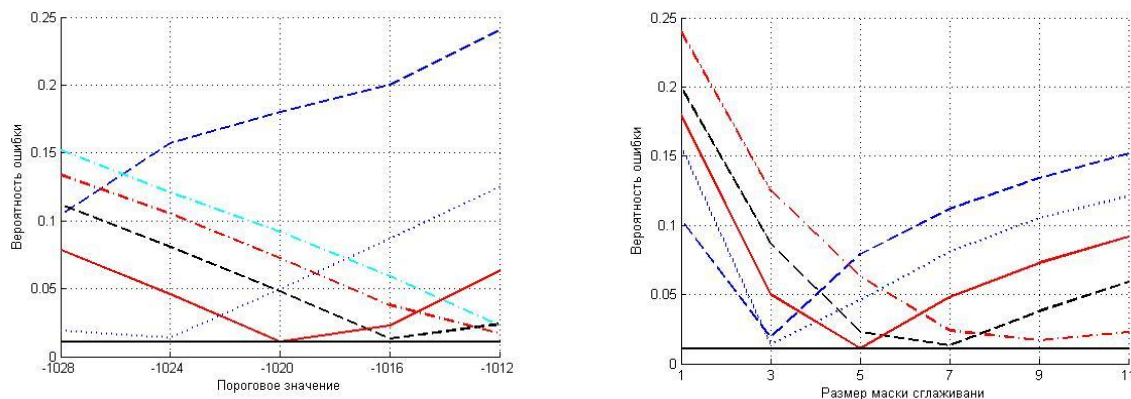 0.25
0.2
0.15
0.1
0.05
0
Вероятность ошибки
-1028 -1024 -1020 -1016 -1012
Пороговое значение
0.25
0.2
0.15
0.1
0.05
0
Вероятность ошибки
1 3 5 7 9 11
Размер маски сглаживани